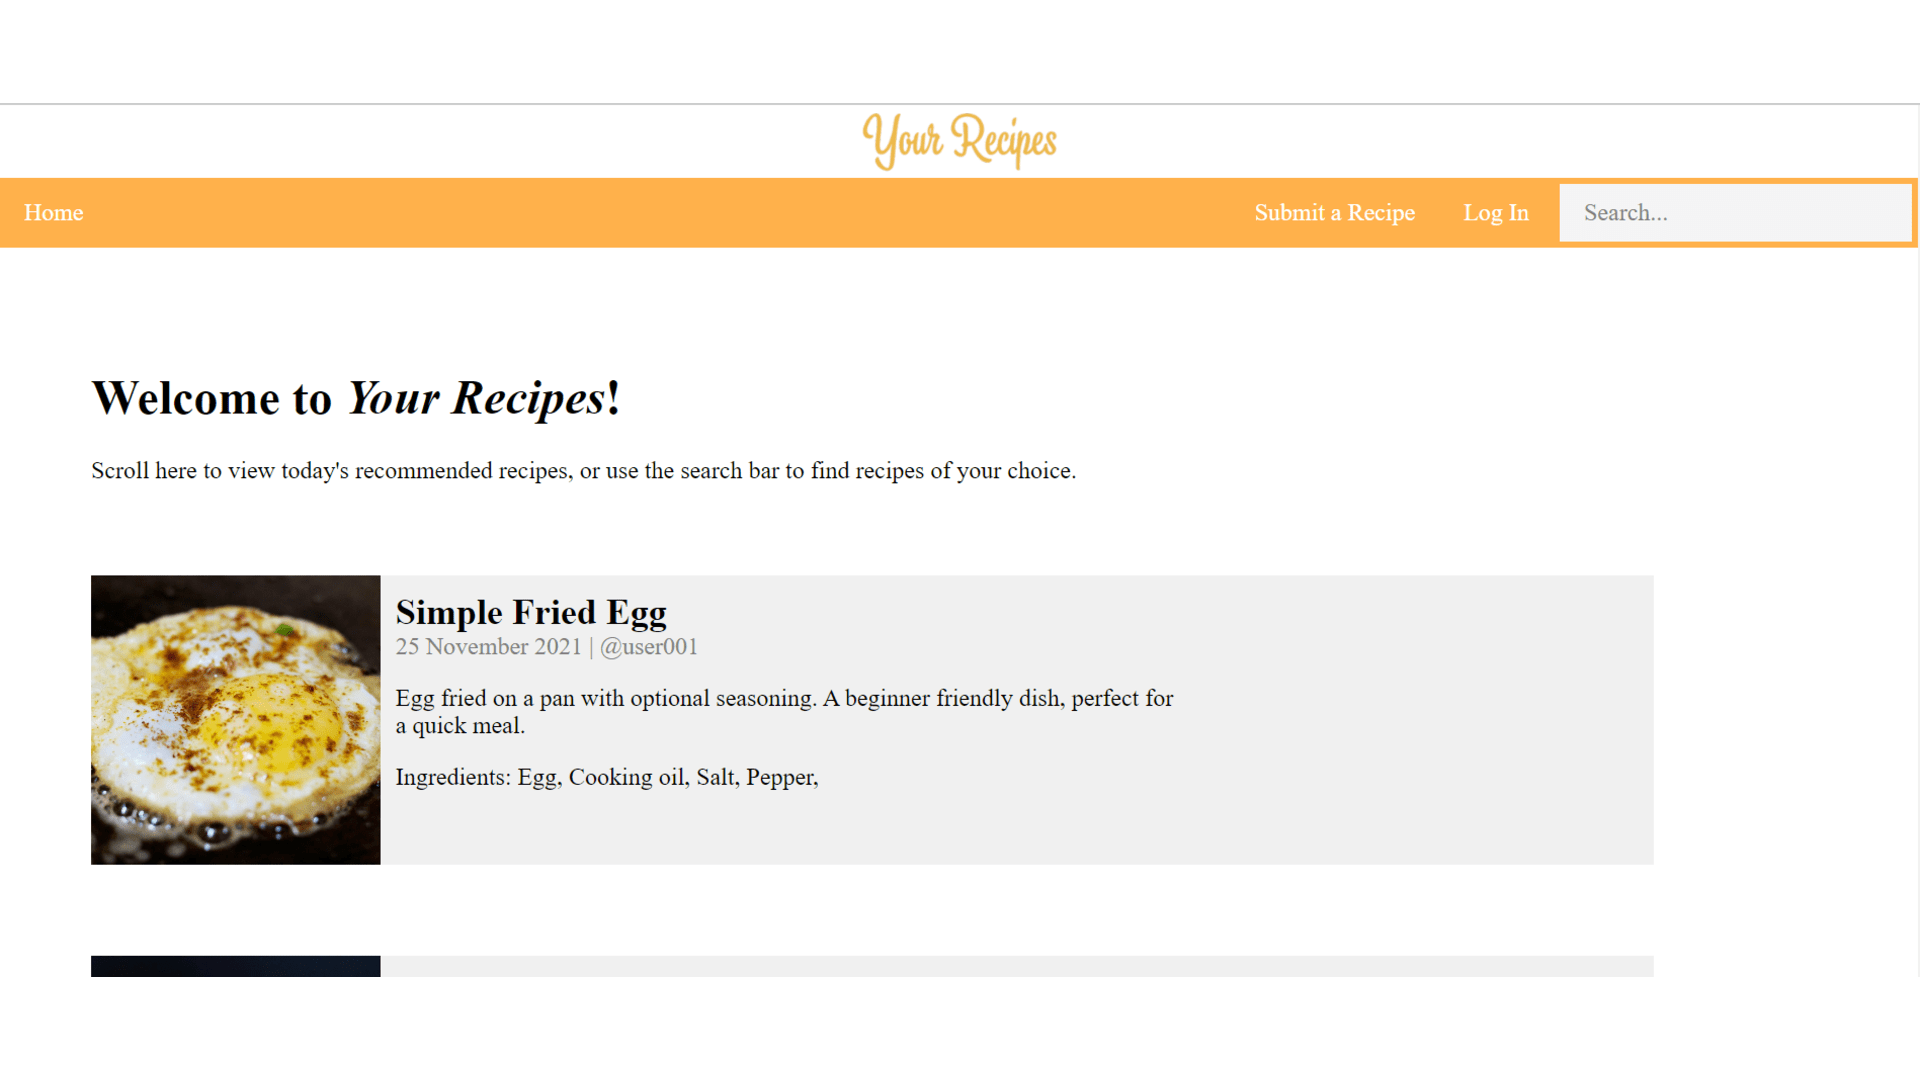 Your Recipes
Home
Submit a Recipe
Log In
Search...
Welcome to Your Recipes!
Scroll here to view today's recommended recipes, or use the search bar to find recipes of your choice.
Simple Fried Egg
25 November 2021 | @user001
Egg fried on a pan with optional seasoning. A beginner friendly dish, perfect for
a quick meal.
Ingredients: Egg, Cooking oil, Salt, Pepper,